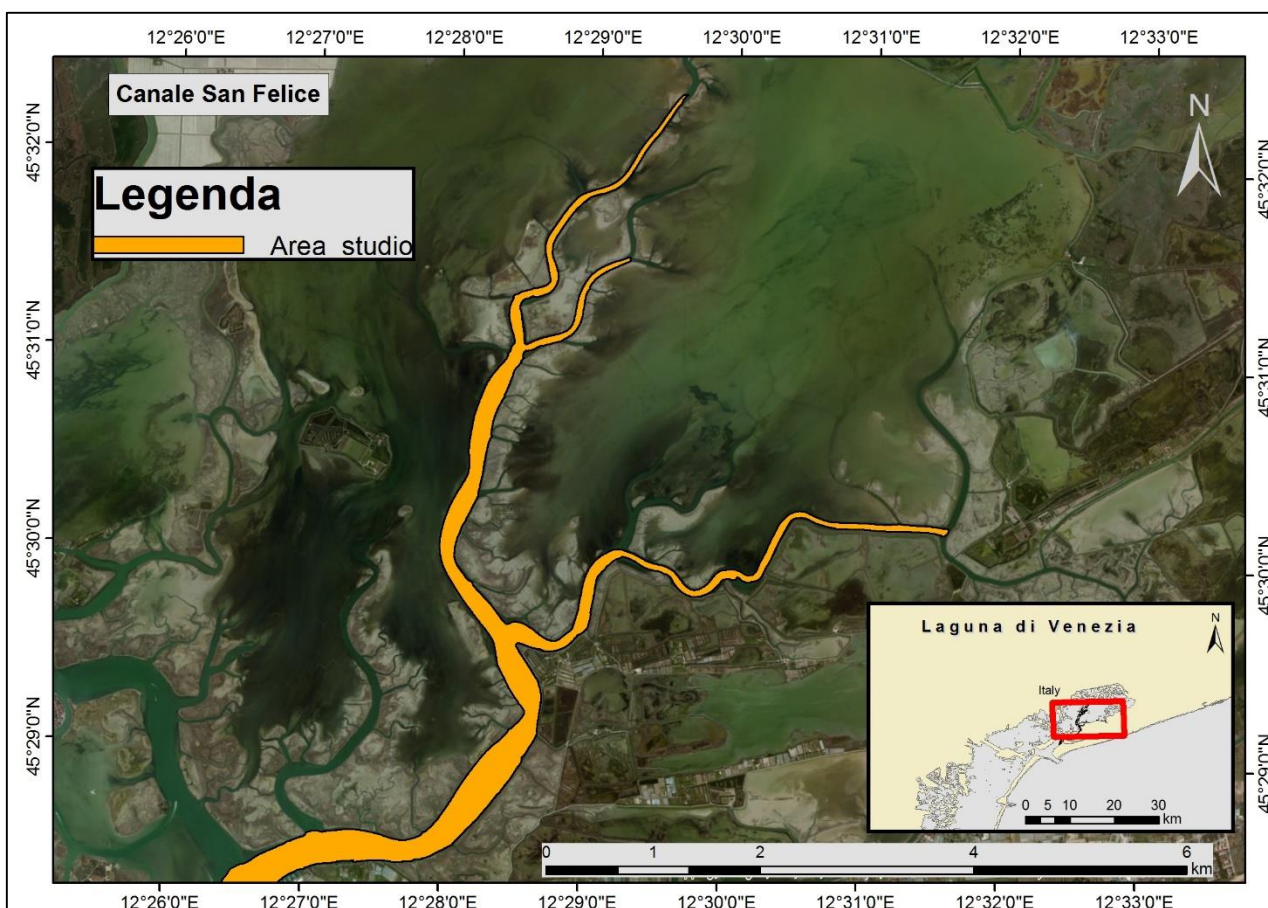 12°26'0"E 12°27'0"E 12°28'0"E 12°29'0"E 12°30'0"E 12°31'0"E 12°32'0"E 12°33'0"E
Canale San Felice
N
45°32'0"N
45°32'0"N
Legenda
Area studio
45°31'0"N
45°31'0"N
45°30'0"N
45°30'0"N
Laguna di Venezia
N
Italy
45°29'0"N
45°29'0"N
0 5 10 20 30
km
0 1 2 4 6
km
12°26'0"E 12°27'0"E 12°28'0"E 12°29'0"E 12°30'0"E 12°31'0"E 12°32'0"E 12°33'0"E